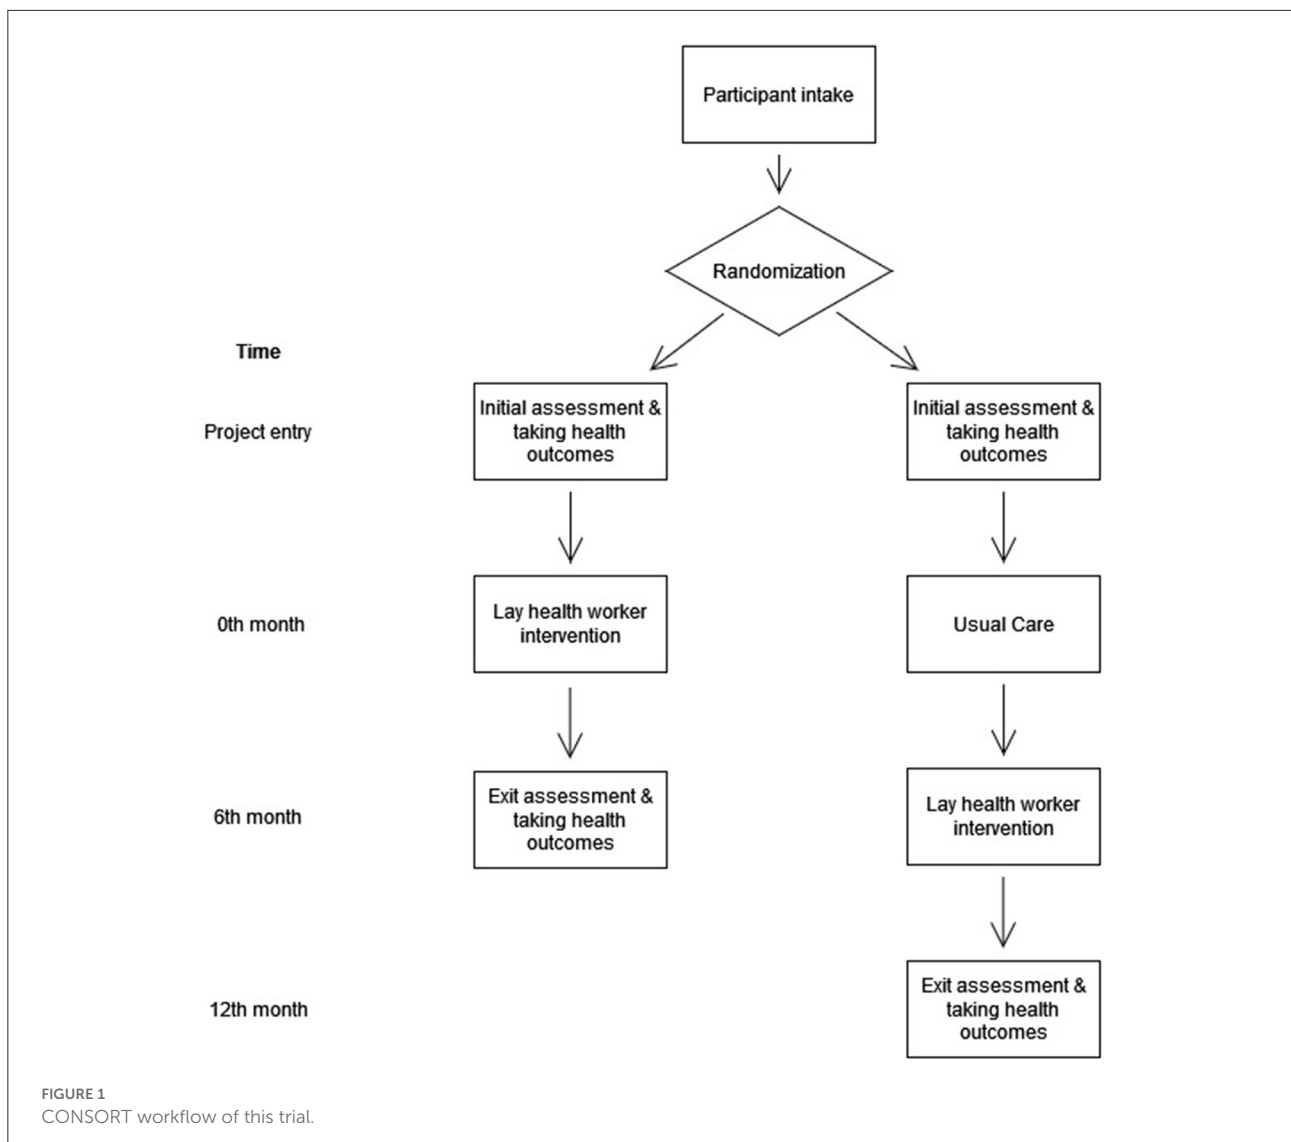 Participant intake
Randomization
Time
Project entry
Initial assessment &
taking health
outcomes
Initial assessment &
taking health
outcomes
0th month
Lay health worker
intervention
Usual Care
6th month
Exit assessment &
taking health
outcomes
Lay health worker
intervention
12th month
Exit assessment &
taking health
outcomes
FIGURE 1
CONSORT workflow of this trial.